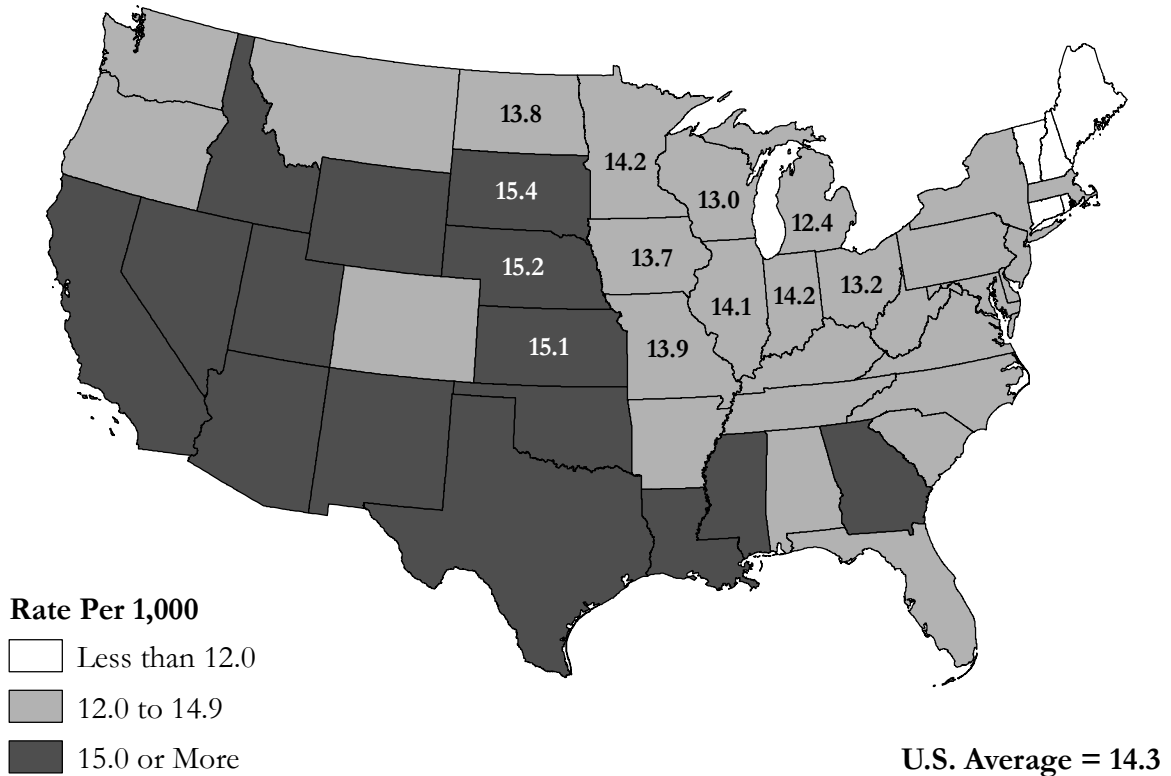 13.8
14.2
15.4
13.0
12.4
13.7
15.2
13.2
14.2
14.1
15.1
13.9
Rate Per 1,000
Less than 12.0
12.0 to 14.9
15.0 or More
U.S. Average = 14.3